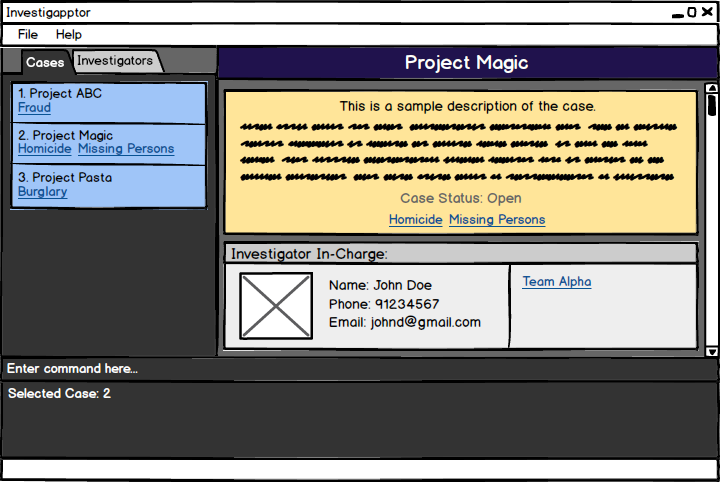 Investigapptor
File Help
Cases Investigators
1. Project ABC
Fraud
2. Project Magic
Homicide Missing Persons
3. Project Pasta
Burglary
Project Magic
This is a sample description of the case.
Case Status: Open
Homicide Missing Persons
Investigator In-Charge:
Name: John Doe
Phone: 91234567
Email: johnd@gmail.com
Team Alpha
Enter command here...
Selected Case: 2